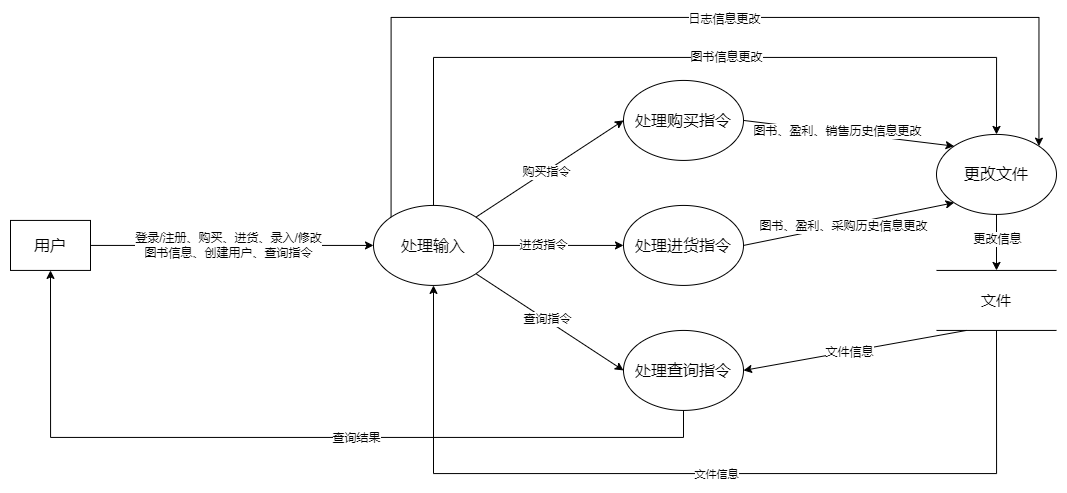 日志信息更改
图书信息更改
处理购买指令
图书、盈利、销售历史信息更改
购买指令
更改文件
用户
登录/注册、购买、进货、录入/修改
图书信息、创建用户、查询指令
处理输入
进货指令
处理进货指令
图书、盈利、采购历史信息更改
更改信息
文件
查询指令
文件信息
处理查询指令
查询结果
文件信息